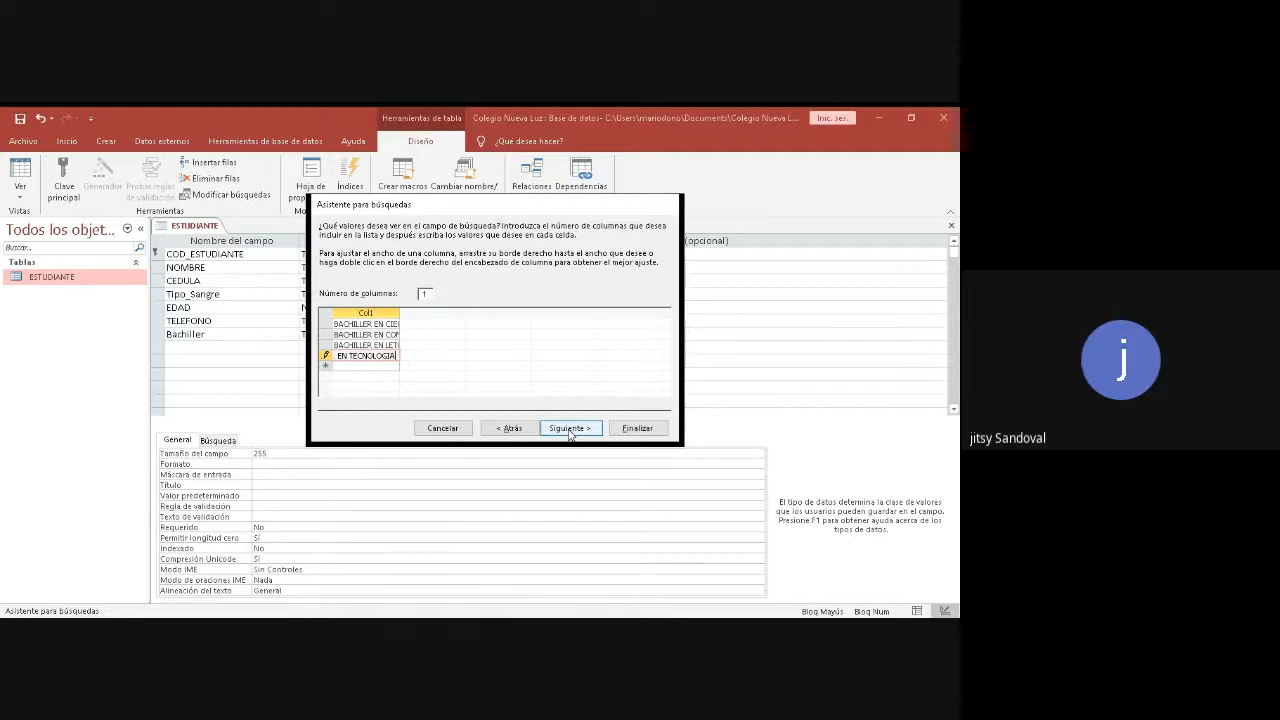 Herramientas de tabla
Colegio Nueva Luz : Base de datos- C:\Users\mariodono\Documents\Colegio Nueva L...
Inic. ses.
Archivo Inicio Crear Datos externos Herramientas de base de datos Ayuda Diseño ¿Qué desea hacer?
Ver
Clave principal
Generador
Probar reglas de validación
Insertar filas
Eliminar filas
Modificar búsquedas
Hoja de
Índices
Crear macros
Cambiar nombre/
Relaciones
Dependencias
Vistas
Herramientas
Todos los objet...
Buscar...
Tablas
ESTUDIANTE
ESTUDIANTE
Nombre del campo
(opcional)
COD_ESTUDIANTE
NOMBRE
CEDULA
Tipo_Sangre
EDAD
TELEFONO
Bachiller
Asistente para búsquedas
¿Qué valores desea ver en el campo de búsqueda? Introduzca el número de columnas que desea
incluir en la lista y después escriba los valores que desee en cada celda.
Para ajustar el ancho de una columna, arrastre su borde derecho hasta el ancho que desee o
haga doble clic en el borde derecho del encabezado de columna para obtener el mejor ajuste.
Número de columnas: 1
Col1
BACHILLER EN CIE
BACHILLER EN CON
BACHILLER EN LET
EN TECNOLOGIA
Cancelar < Atrás Siguiente > Finalizar
General Búsqueda
Tamaño del campo 255
Formato
Máscara de entrada
Título
Valor predeterminado
Regla de validación
Texto de validación
Requerido No
Permitir longitud cero Sí
Indexado No
Compresión Unicode Sí
Modo IME Sin Controles
Modo de oraciones IME Nada
Alineación del texto General
El tipo de datos determina la clase de valores
que los usuarios pueden guardar en el campo.
Presione F1 para obtener ayuda acerca de los
tipos de datos.
Asistente para búsquedas
Bloq Mayús Bloq Num
j
jitsy Sandoval